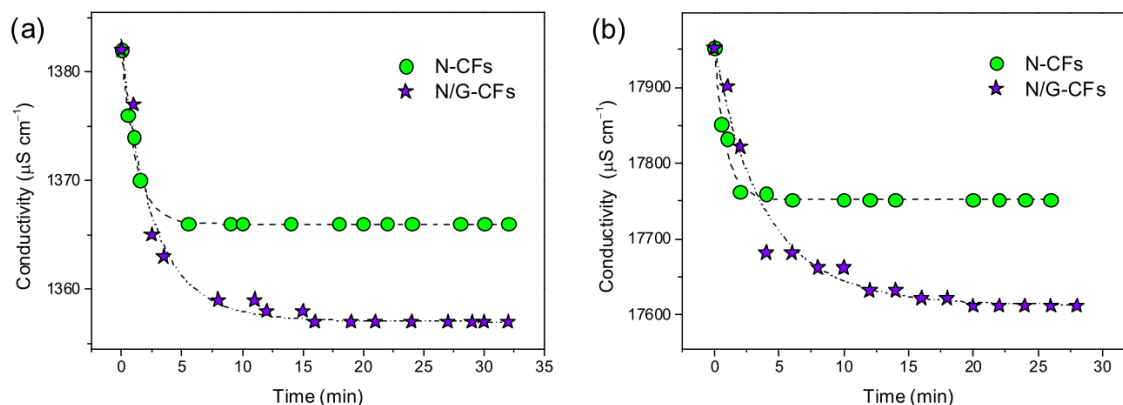 (a)
Conductivity (μS cm⁻¹)
1380
1370
1360
N-CFs
N/G-CFs
0 5 10 15 20 25 30 35
Time (min)
(b)
Conductivity (μS cm⁻¹)
17900
17800
17700
17600
N-CFs
N/G-CFs
0 5 10 15 20 25 30
Time (min)